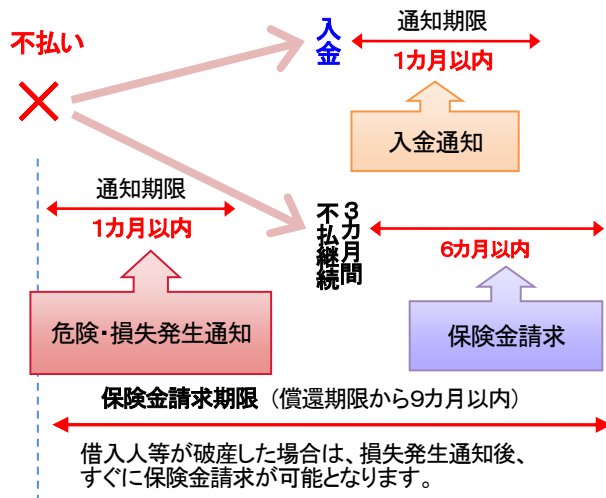 不払い
入金
通知期限
1カ月以内
入金通知
通知期限
1カ月以内
危険・損失発生通知
3カ月間
不払継続
6カ月以内
保険金請求
保険金請求期限（償還期限から9カ月以内）
借入人等が破産した場合は、損失発生通知後、
すぐに保険金請求が可能となります。